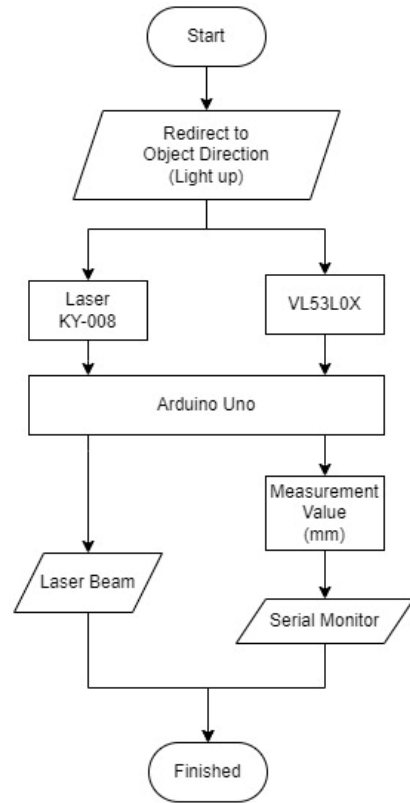 Start
Redirect to
Object Direction
(Light up)
Laser
KY-008
VL53L0X
Arduino Uno
Measurement
Value
(mm)
Laser Beam
Serial Monitor
Finished